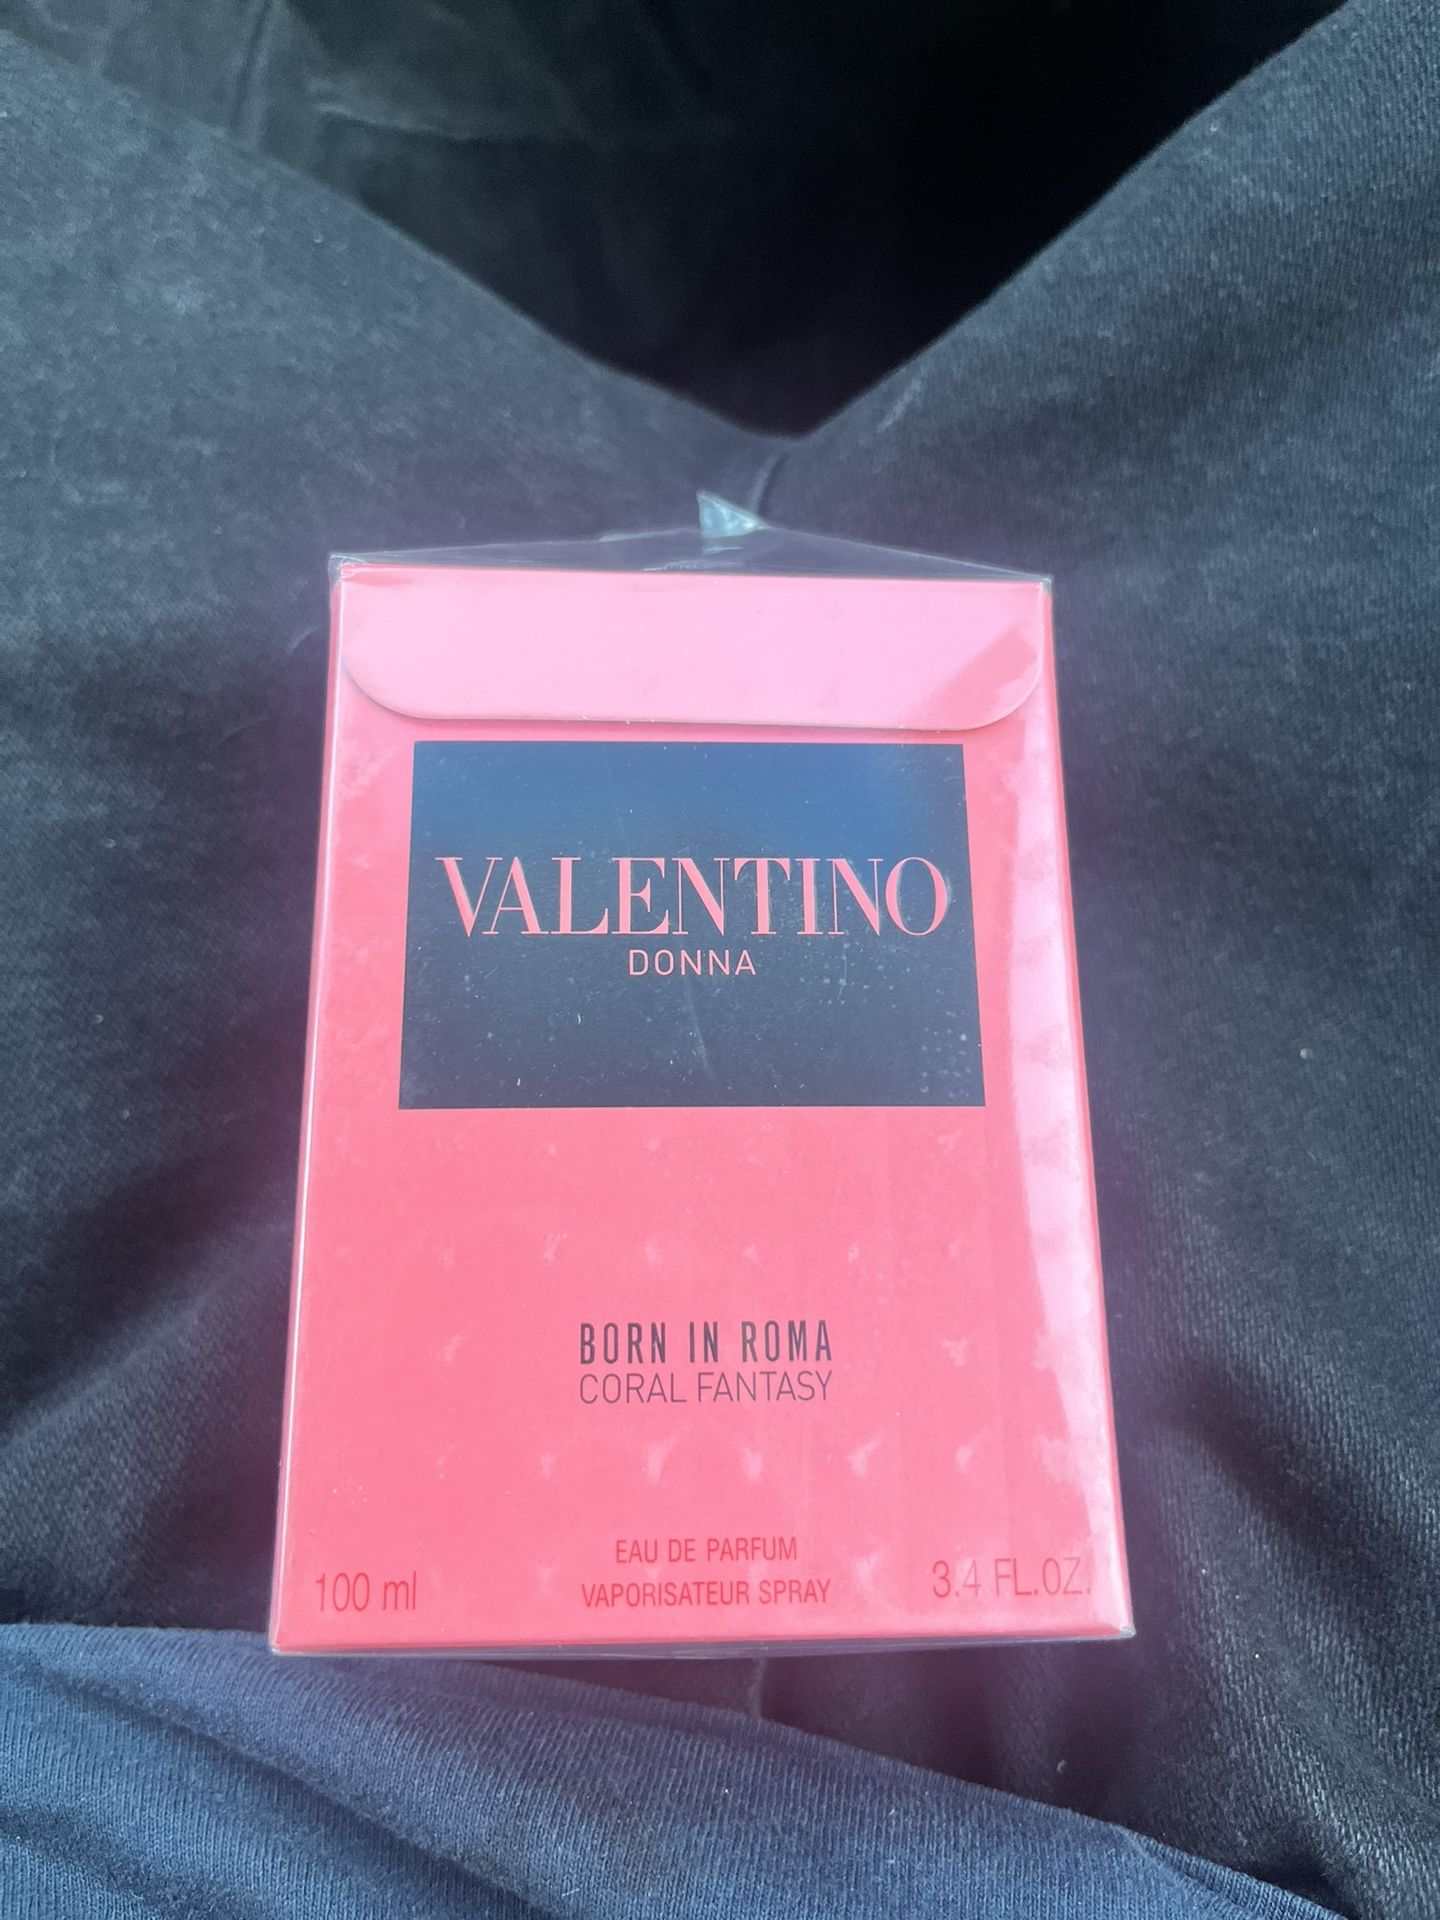 VALENTINO
DONNA
BORN IN ROMA
CORAL FANTASY
EAU DE PARFUM
100 ml VAPORISATEUR SPRAY 3.4 FL.OZ.